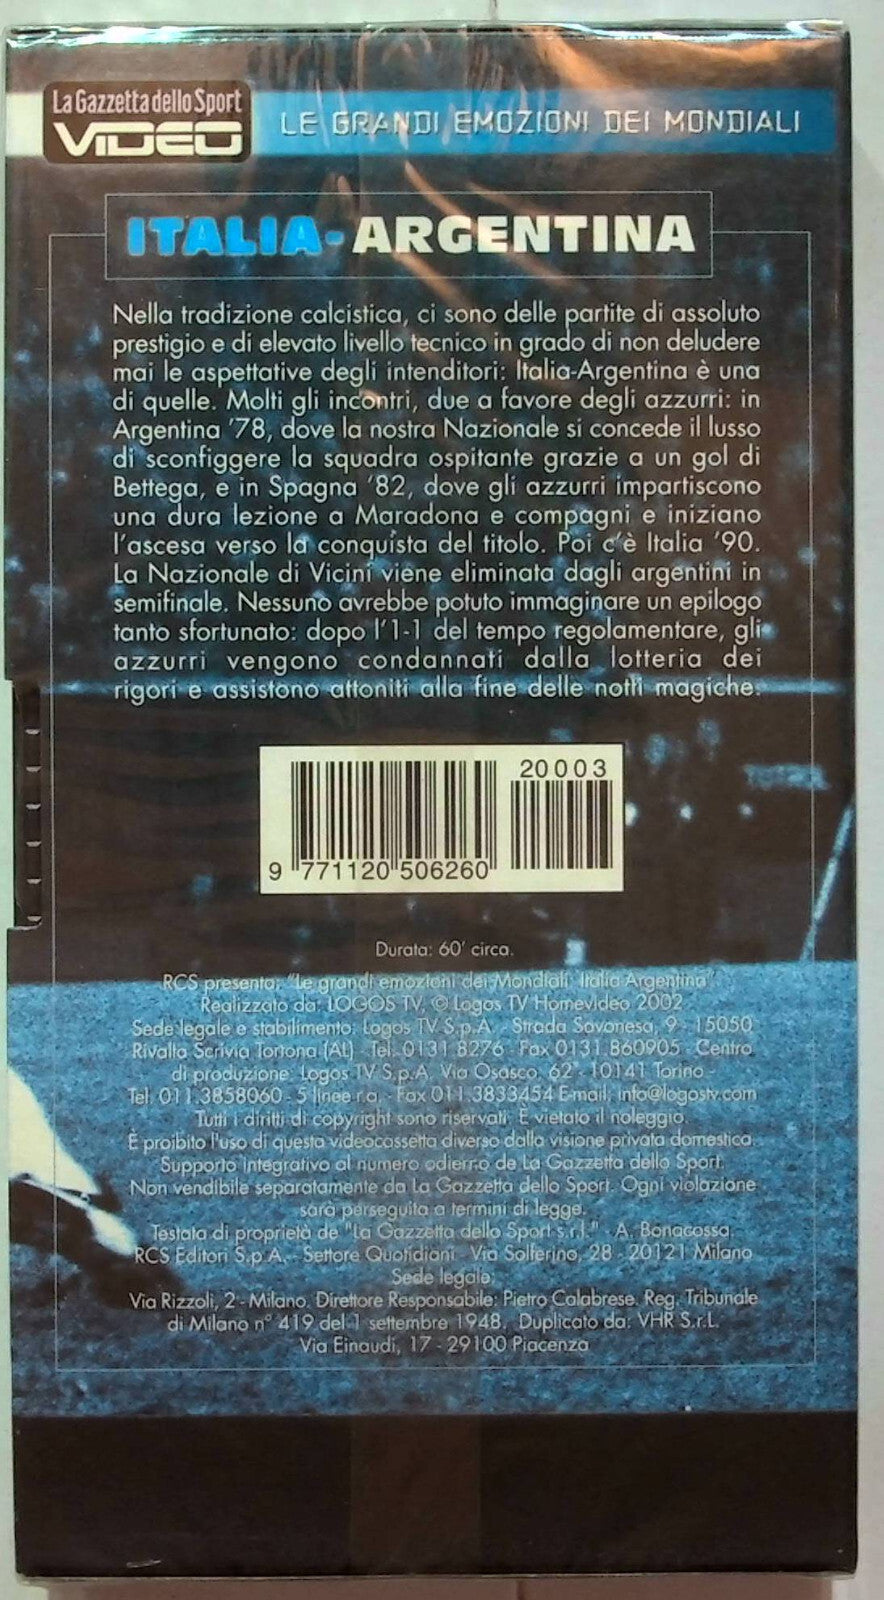 La Gazzetta dello Sport
VIDEO
LE GRANDI EMOZIONI DEI MONDIALI
ITALIA-ARGENTINA
Nella tradizione calcistica, ci sono delle partite di assoluto
prestigio e di elevato livello tecnico in grado di non deludere
mai le aspettative degli intenditori: Italia-Argentina è una
di quelle. Molti gli incontri, due a favore degli azzurri: in
Argentina '78, dove la nostra Nazionale si concede il lusso
di sconfiggere la squadra ospitante grazie a un gol di
Bettega, e in Spagna '82, dove gli azzurri impartiscono
una dura lezione a Maradona e compagni e iniziano
l'ascesa verso la conquista del titolo. Poi c'è Italia '90.
La Nazionale di Vicini viene eliminata dagli argentini in
semifinale. Nessuno avrebbe potuto immaginare un epilogo
tanto sfortunato: dopo l'1-1 del tempo regolamentare, gli
azzurri vengono condannati dalla lotteria dei
rigori e assistono attoniti alla fine delle notti magiche.
20003
9 771120 506260
Durata: 60' circa.
RCS presenta: "Le grandi emozioni dei Mondiali: Italia Argentina".
Realizzato da: LOGOS TV, © Logos TV Homevideo 2002
Sede legale e stabilimento: Logos TV S.p.A. - Strada Savonesa, 9 - 15050
Rivalta Scrivia Tortona (AL) - Tel. 0131.8276 - Fax 0131.860905 - Centro
di produzione: Logos TV S.p.A. Via Osasco, 62 - 10141 Torino -
Tel. 011.3858060 - 5 linee r.a. - Fax 011.3833454 E-mail: info@logostv.com
Tutti i diritti di copyright sono riservati. È vietato il noleggio.
È proibito l'uso di questa videocassetta diverso dalla visione privata domestica.
Supporto integrativo al numero odierno de La Gazzetta dello Sport.
Non vendibile separatamente da La Gazzetta dello Sport. Ogni violazione
sarà perseguita a termini di legge.
Testata di proprietà de "La Gazzetta dello Sport s.r.l." - A. Bonacossa.
RCS Editori S.p.A. - Settore Quotidiani Via Solferino, 28 - 20121 Milano
Sede legale:
Via Rizzoli, 2 - Milano. Direttore Responsabile: Pietro Calabrese. Reg. Tribunale
di Milano n° 419 del 1 settembre 1948. Duplicato da: VHR S.r.L.
Via Einaudi, 17 - 29100 Piacenza